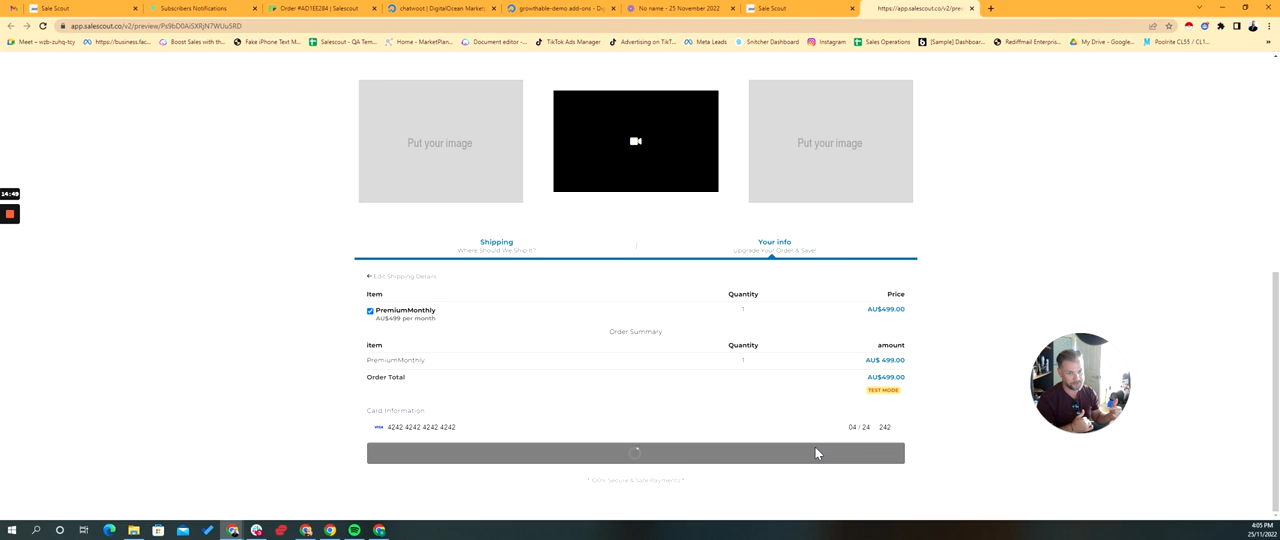 Sale Scout
Subscribers Notifications
Order #AD1EE284 | Salescout
chatwoot | DigitalOcean Market
growthable-demo add-ons - Dig
No name - 25 November 2022
Sale Scout
https://app.salescout.co/v2/prev
app.salescout.co/v2/preview/
Meet – wzb-zuhq-tcy
https://business.fac...
Boost Sales with th...
Fake iPhone Text M...
Salescout - QA Tem...
Home - MarketPlan...
Document editor -...
TikTok Ads Manager
Advertising on TikT...
Meta Leads
Snitcher Dashboard
Instagram
Sales Operations
[Sample] Dashboar...
Rediffmail Enterpris...
My Drive - Google...
Poolrite CL55 / CL1...
Put your image
Put your image
14:49
Shipping
Where Should We Ship It?
Your info
Upgrade Your Order & Save!
Edit Shipping Details
Item Quantity Price
PremiumMonthly 1 AU$499.00
AU$499 per month
Order Summary
item Quantity amount
PremiumMonthly 1 AU$ 499.00
Order Total AU$499.00
TEST MODE
Card Information
VISA 4242 4242 4242 4242 04 / 24 242
* 100% Secure & Safe Payments *
4:05 PM
25/11/2022